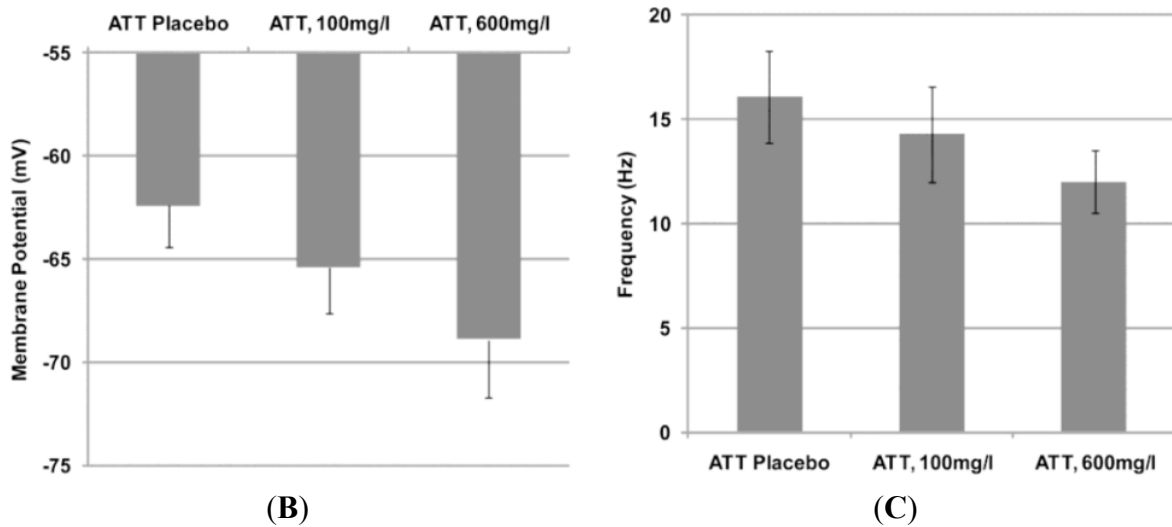 ATT Placebo ATT, 100mg/l ATT, 600mg/l
-55
-60
-65
-70
-75
Membrane Potential (mV)
(B)
20
15
10
5
0
Frequency (Hz)
ATT Placebo ATT, 100mg/l ATT, 600mg/l
(C)